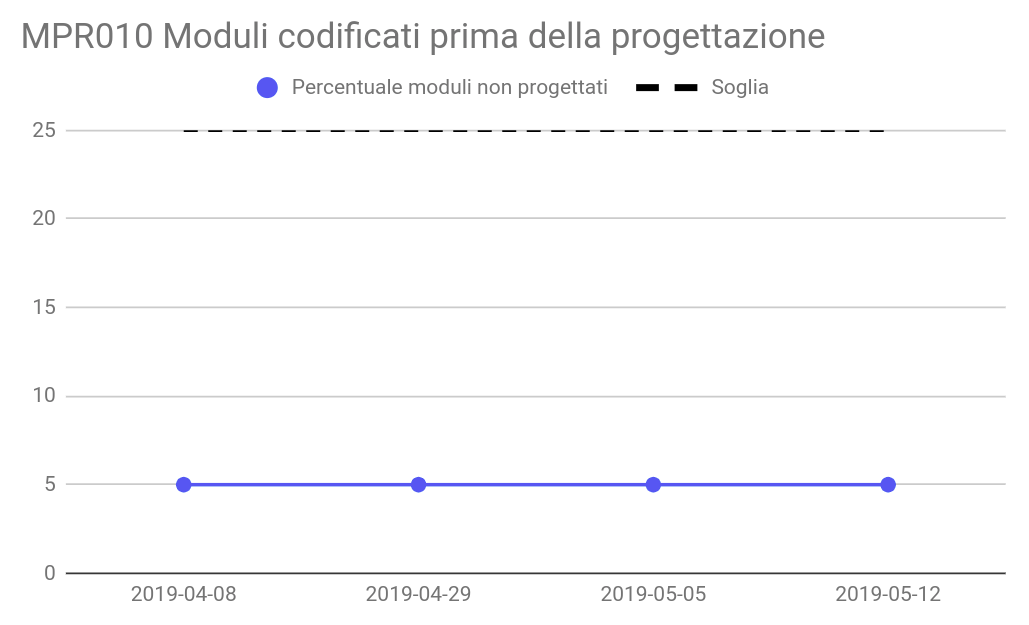 MPR010 Moduli codificati prima della progettazione
Percentuale moduli non progettati Soglia
25
20
15
10
5
0
2019-04-08 2019-04-29 2019-05-05 2019-05-12